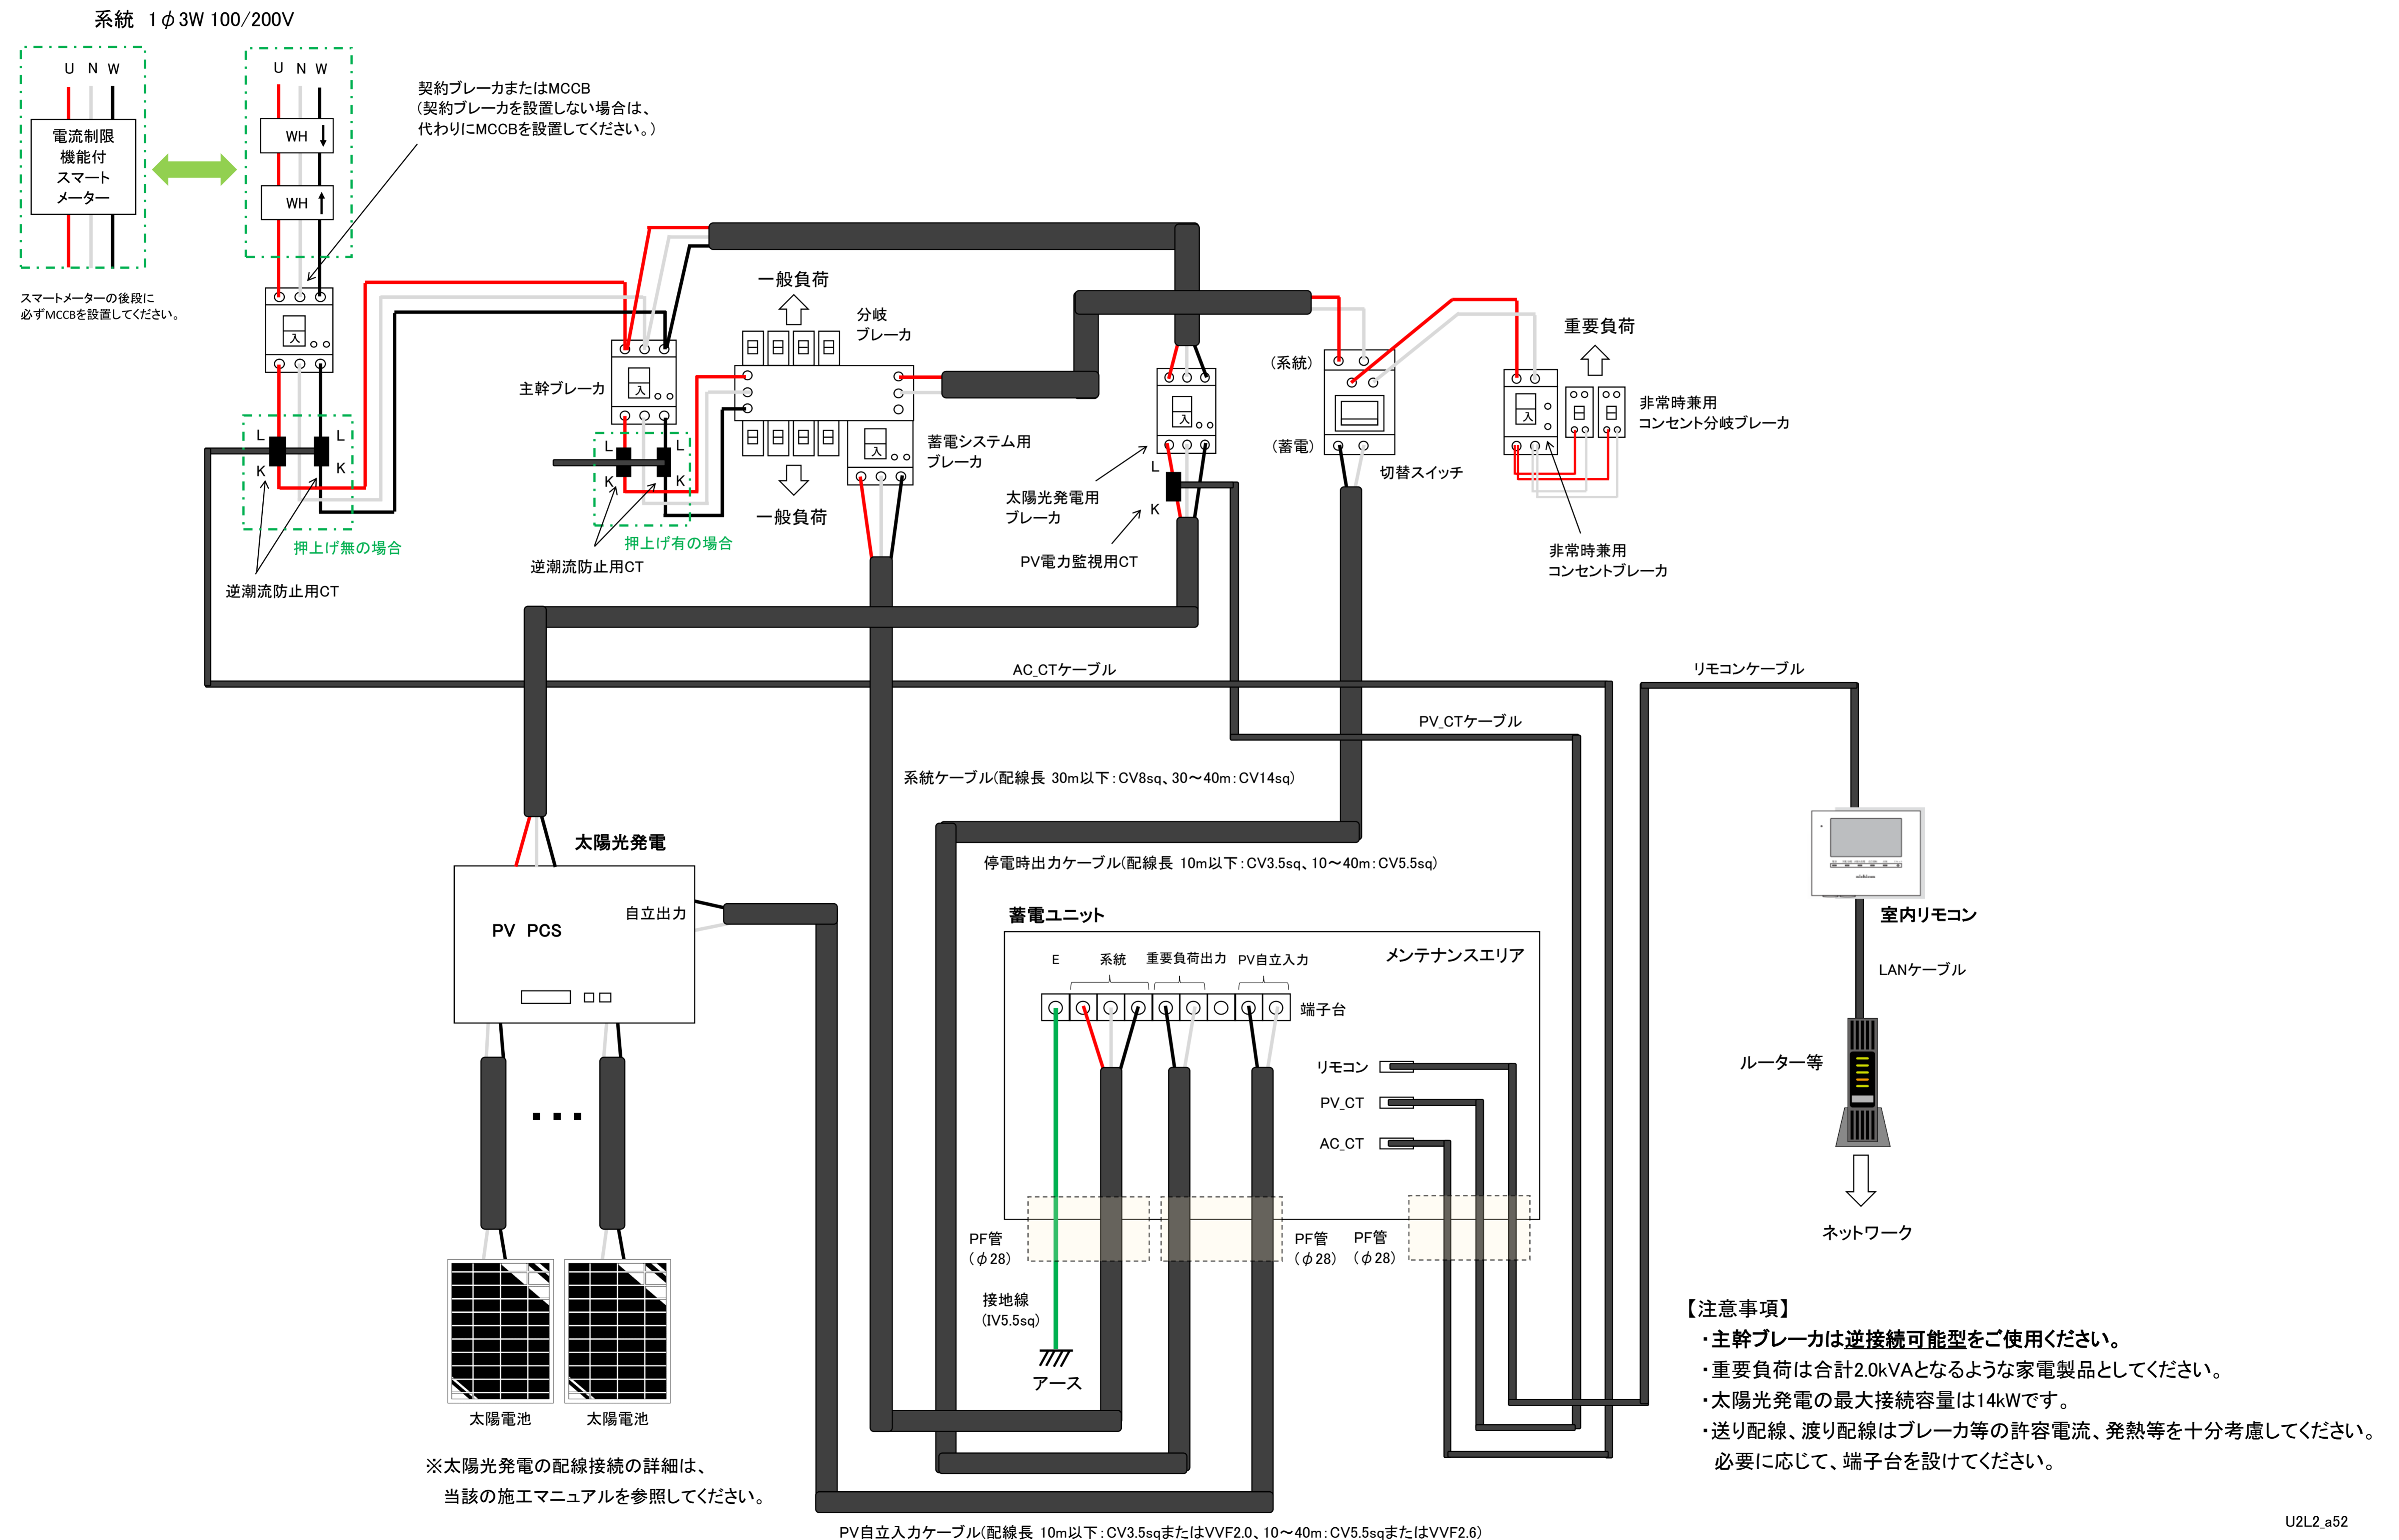 系統 1φ3W 100/200V
U N W
U N W
電流制限
機能付
スマート
メーター
WH
WH
契約ブレーカまたはMCCB
(契約ブレーカを設置しない場合は、
代わりにMCCBを設置してください。)
スマートメーターの後段に
必ずMCCBを設置してください。
入
L
L
K
K
押上げ無の場合
逆潮流防止用CT
主幹ブレーカ
入
L
L
K
K
押上げ有の場合
逆潮流防止用CT
一般負荷
分岐
ブレーカ
一般負荷
入
蓄電システム用
ブレーカ
入
太陽光発電用
ブレーカ
L
K
PV電力監視用CT
(系統)
(蓄電)
切替スイッチ
重要負荷
入
非常時兼用
コンセント分岐ブレーカ
非常時兼用
コンセントブレーカ
AC_CTケーブル
リモコンケーブル
PV_CTケーブル
系統ケーブル(配線長 30m以下:CV8sq、30~40m:CV14sq)
停電時出力ケーブル(配線長 10m以下:CV3.5sq、10~40m:CV5.5sq)
太陽光発電
PV PCS
自立出力
太陽電池
太陽電池
※太陽光発電の配線接続の詳細は、
当該の施工マニュアルを参照してください。
蓄電ユニット
メンテナンスエリア
E
系統
重要負荷出力
PV自立入力
端子台
リモコン
PV_CT
AC_CT
PF管
(φ28)
PF管
(φ28)
PF管
(φ28)
接地線
(IV5.5sq)
アース
PV自立入力ケーブル(配線長 10m以下:CV3.5sqまたはVVF2.0、10~40m:CV5.5sqまたはVVF2.6)
室内リモコン
LANケーブル
ルーター等
ネットワーク
【注意事項】
・主幹ブレーカは逆接続可能型をご使用ください。
・重要負荷は合計2.0kVAとなるような家電製品としてください。
・太陽光発電の最大接続容量は14kWです。
・送り配線、渡り配線はブレーカ等の許容電流、発熱等を十分考慮してください。
必要に応じて、端子台を設けてください。
U2L2_a52